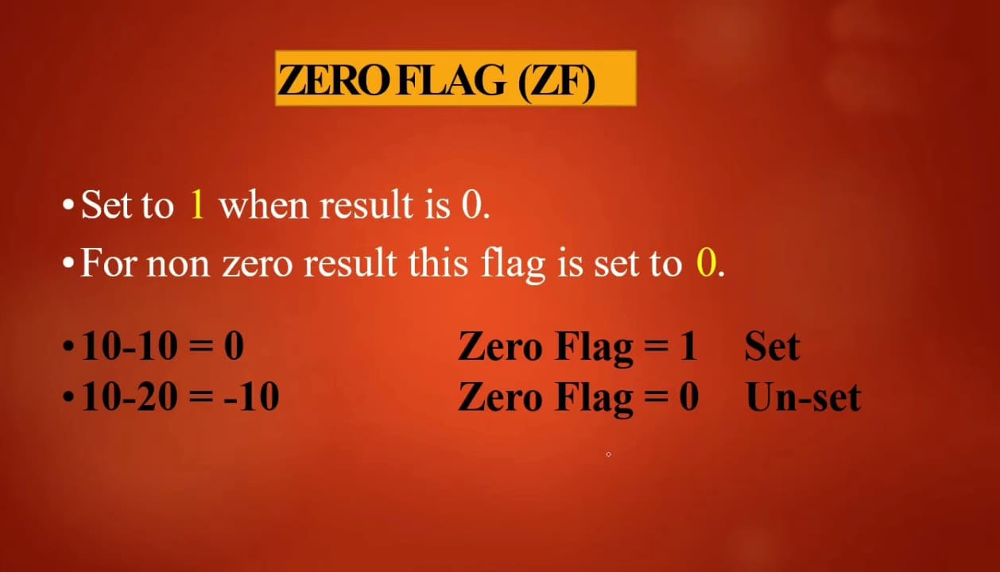 ZERO FLAG (ZF)
•Set to 1 when result is 0.
•For non zero result this flag is set to 0.
•10-10 = 0 Zero Flag = 1 Set
•10-20 = -10 Zero Flag = 0 Un-set